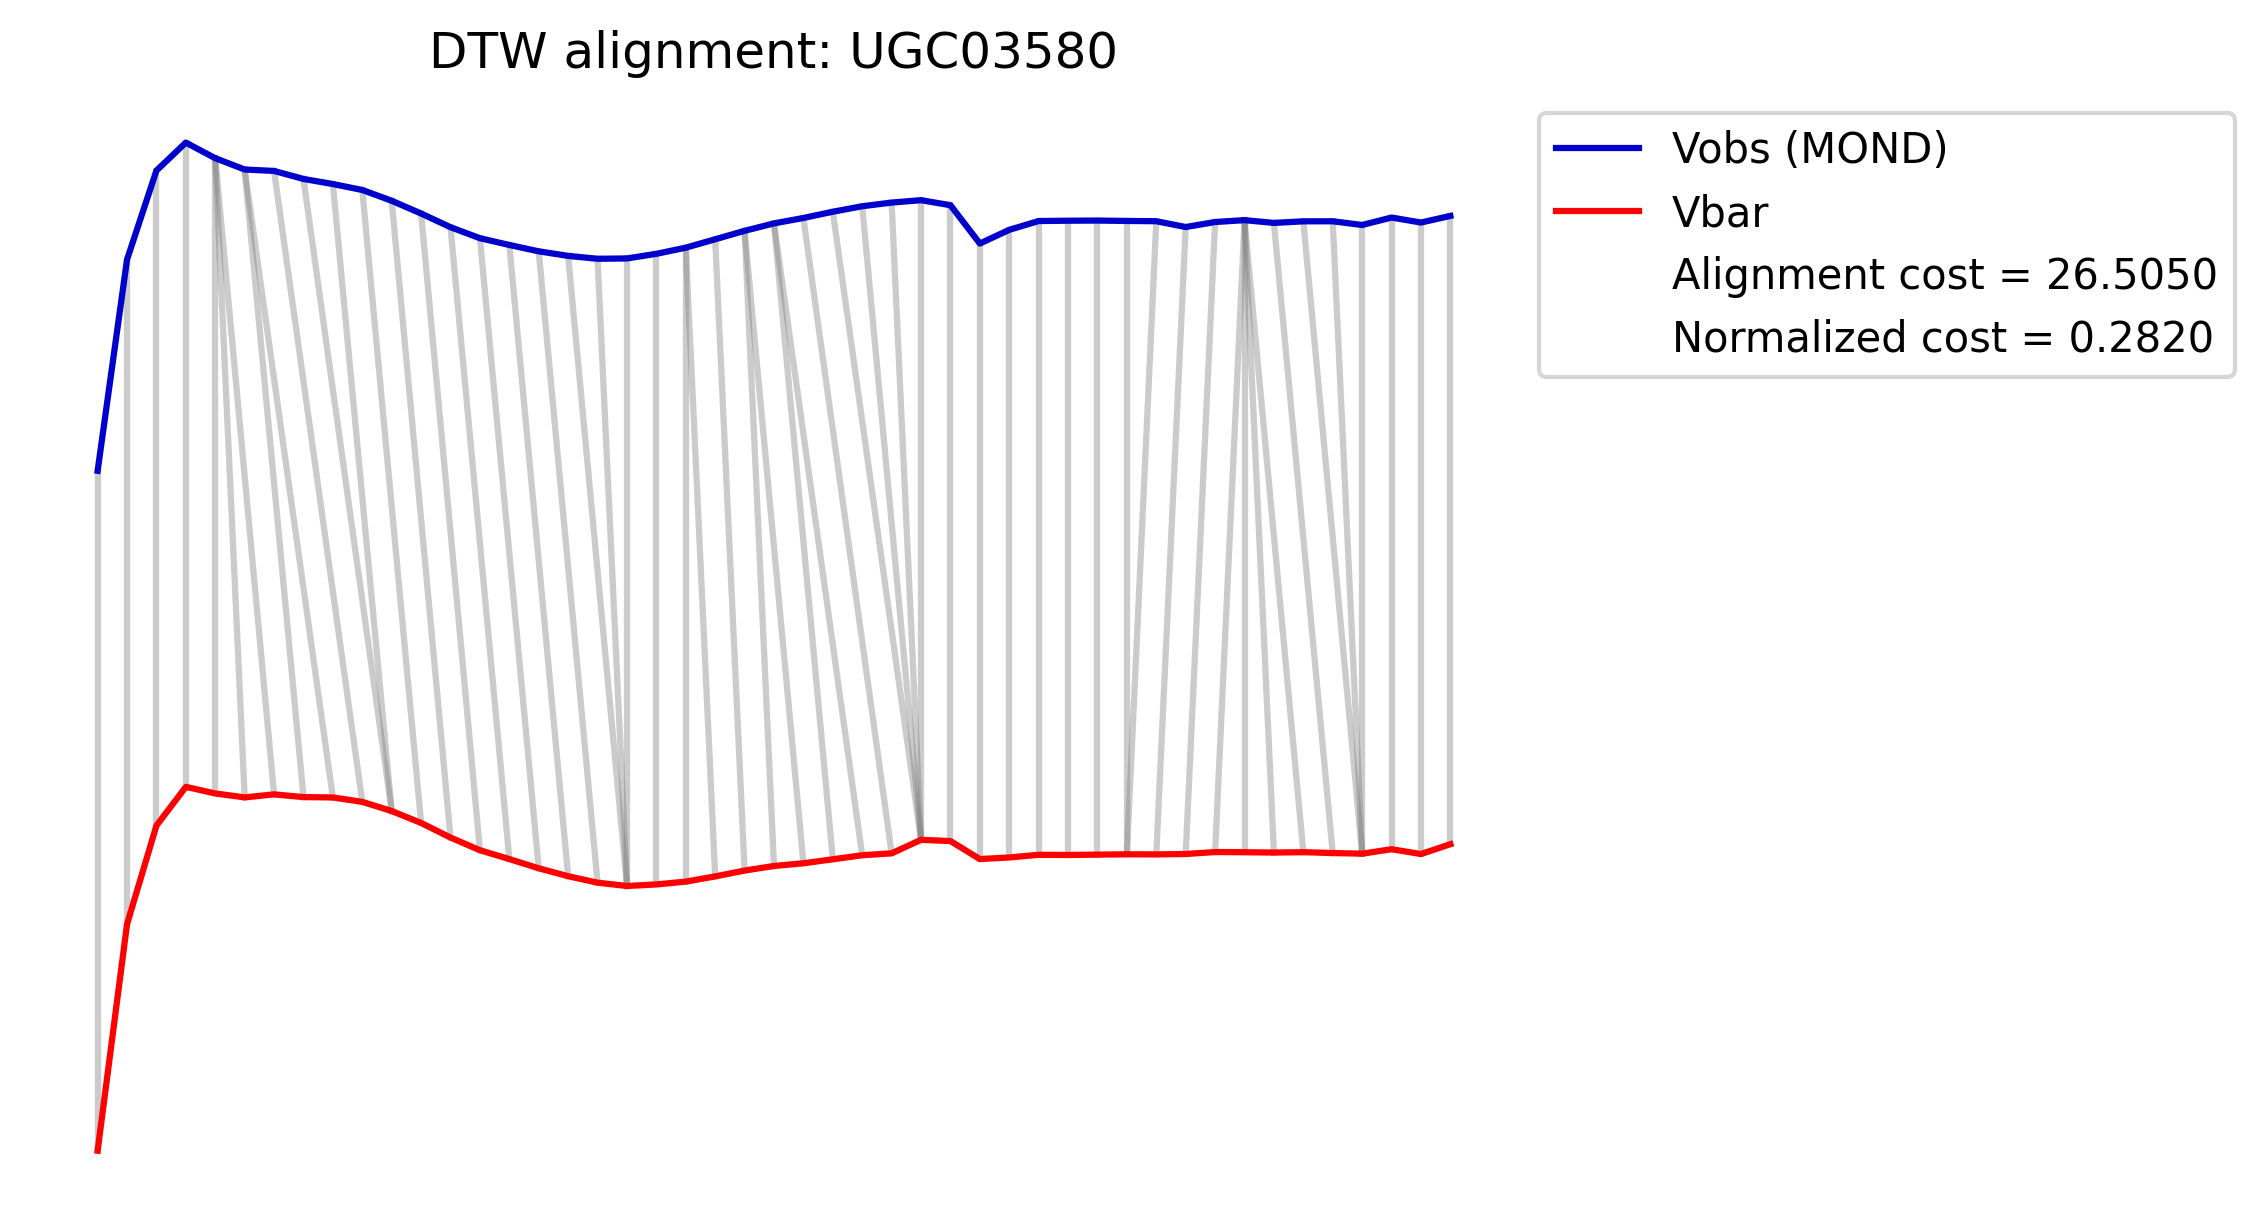 DTW alignment: UGC03580
Vobs (MOND)
Vbar
Alignment cost = 26.5050
Normalized cost = 0.2820